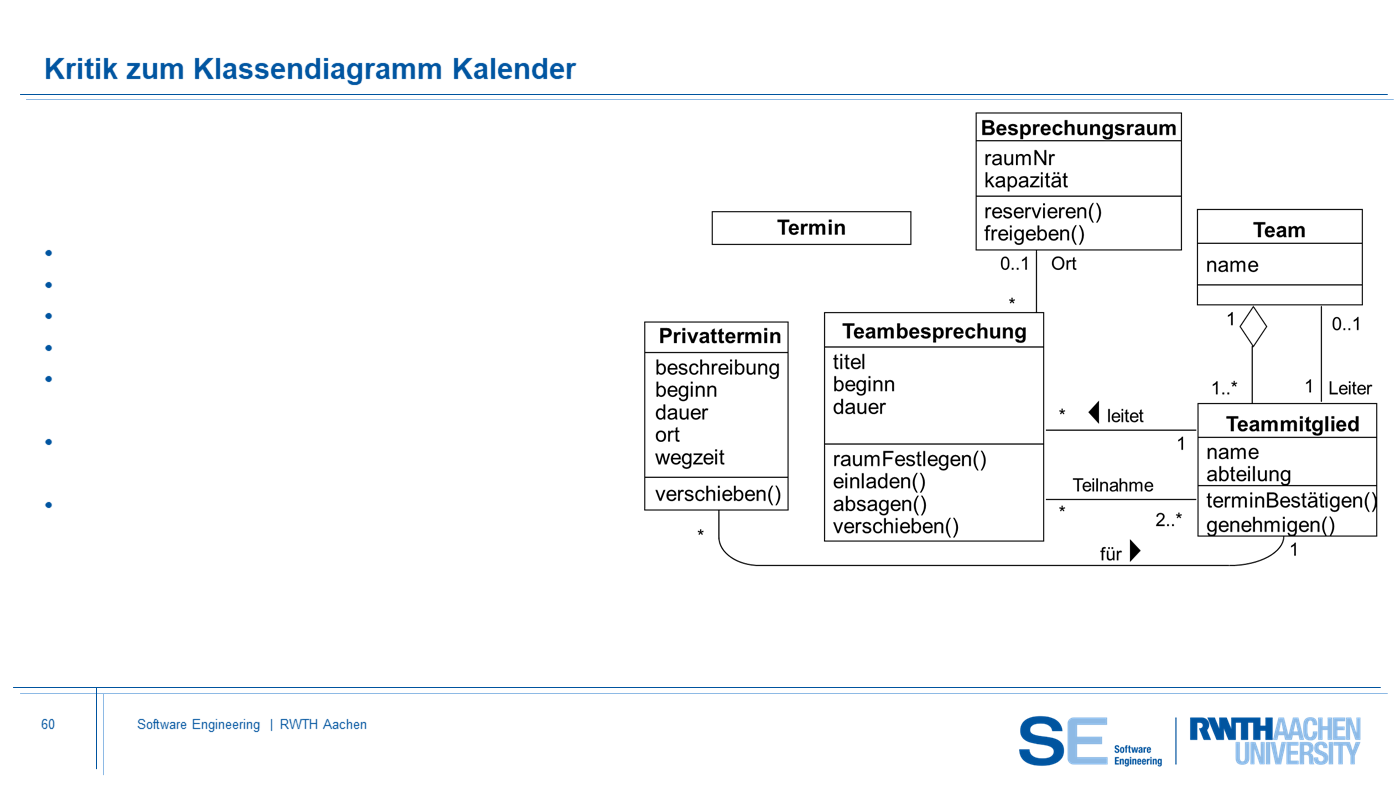 Kritik zum Klassendiagramm Kalender
Besprechungsraum
raumNr
kapazität
reservieren()
freigeben()
0..1 Ort
*
Termin
Team
name
1
0..1
1..*
1 Leiter
Privattermin
beschreibung
beginn
dauer
ort
wegzeit
verschieben()
*
Teambesprechung
titel
beginn
dauer
raumFestlegen()
einladen()
absagen()
verschieben()
* leitet
1
Teilnahme
*
2..*
Teammitglied
name
abteilung
terminBestätigen()
genehmigen()
für
1
60
Software Engineering | RWTH Aachen
SE Software
Engineering
RWTHAACHEN
UNIVERSITY